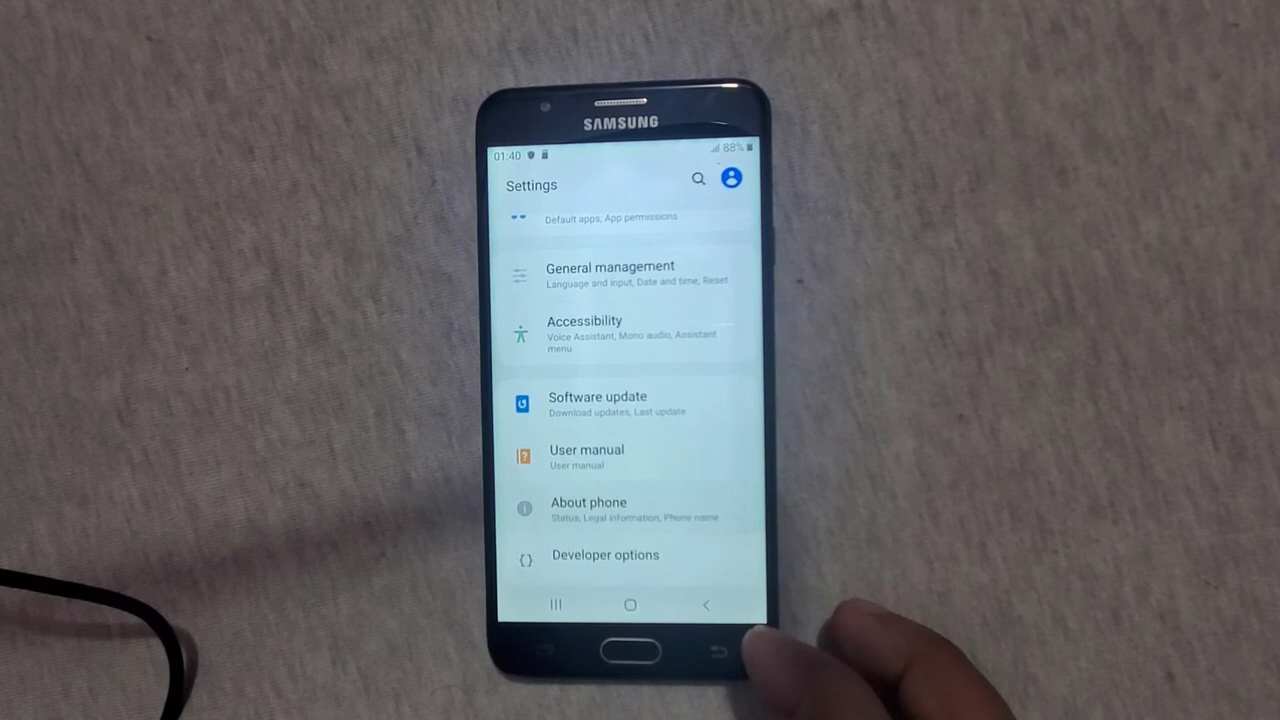 SAMSUNG
01:40 88%
Settings
Default apps, App permissions
General management
Language and input, Date and time, Reset
Accessibility
Voice Assistant, Mono audio, Assistant
menu
Software update
Download updates, Last update
User manual
User manual
About phone
Status, Legal information, Phone name
Developer options